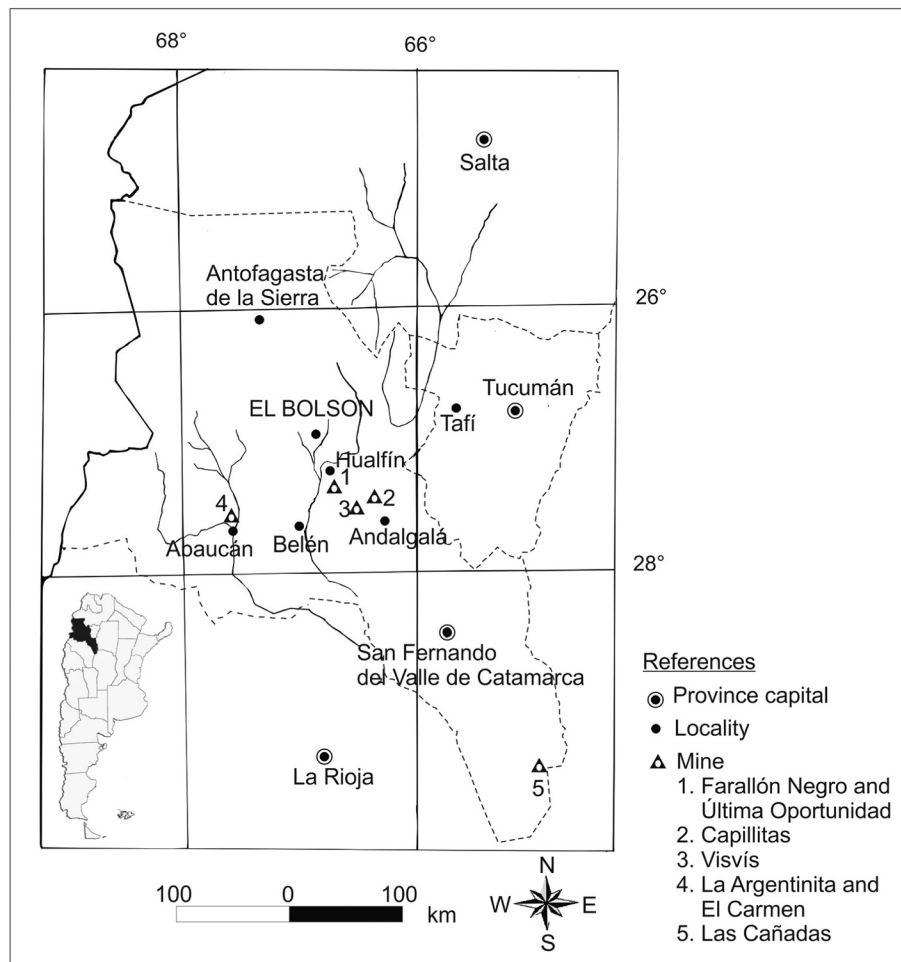 68°
66°
Salta
Antofagasta
de la Sierra
26°
Tucumán
EL BOLSON
Tafí
Hualfín
1
2
3
4
Andalgalá
Abaucán
Belén
28°
San Fernando
del Valle de Catamarca
La Rioja
5
References
Province capital
Locality
Mine
1. Farallón Negro and
Última Oportunidad
2. Capillitas
3. Visvís
4. La Argentinita and
El Carmen
5. Las Cañadas
100
0
100
km
N
W
E
S